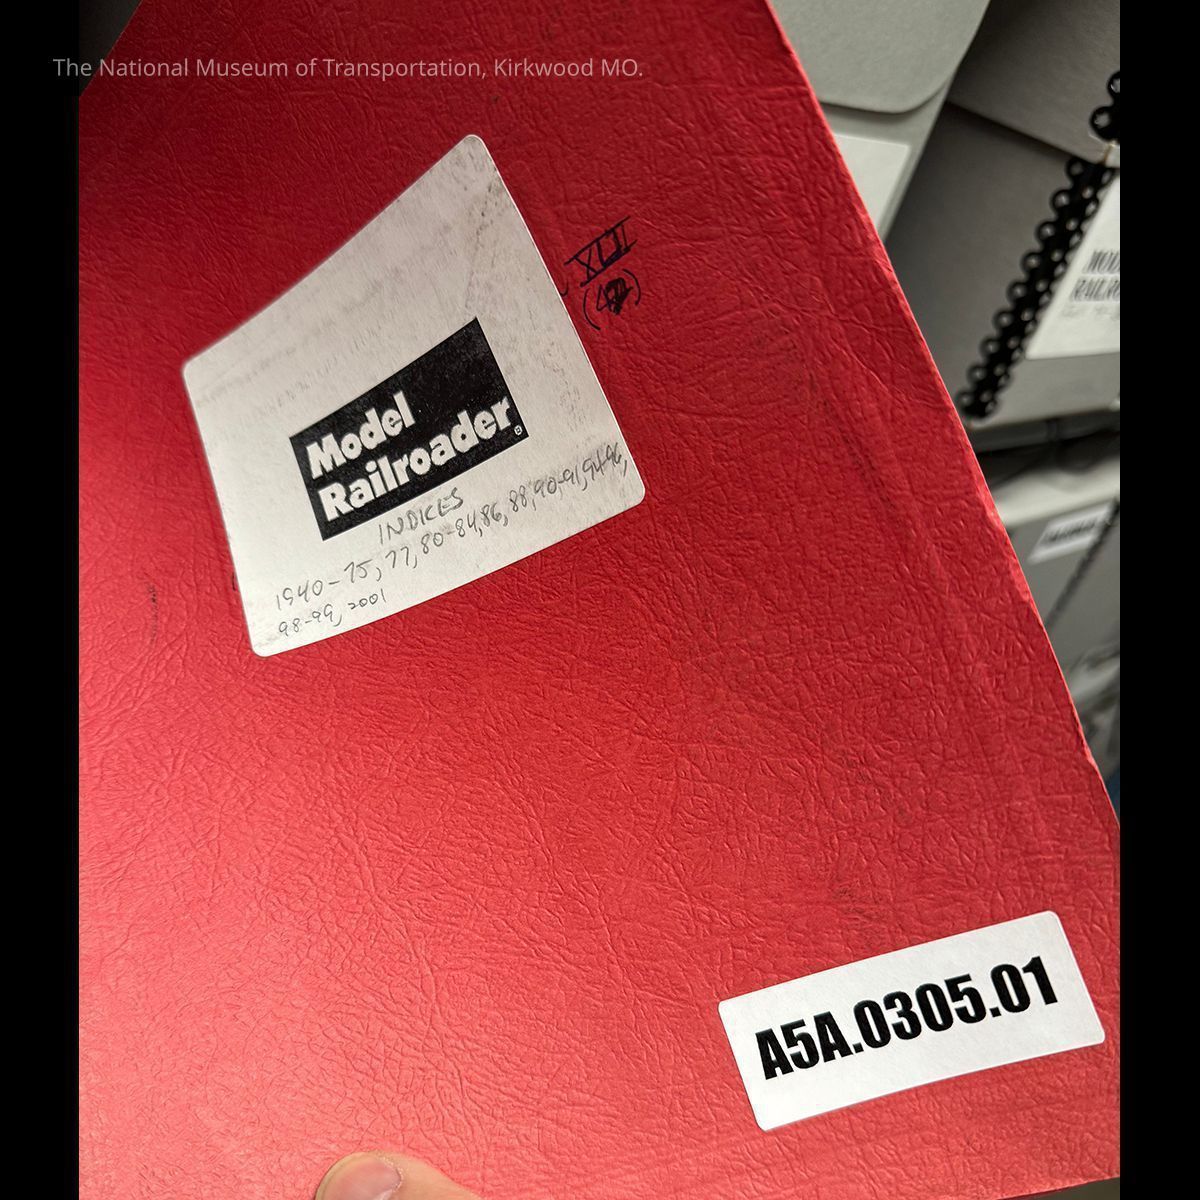 The National Museum of Transportation, Kirkwood MO.
XLII
Model
Railroader
INDICES
1940-75, 77, 80-84, 86, 88, 90-91, 94-96,
98-99, 2001
A5A.0305.01